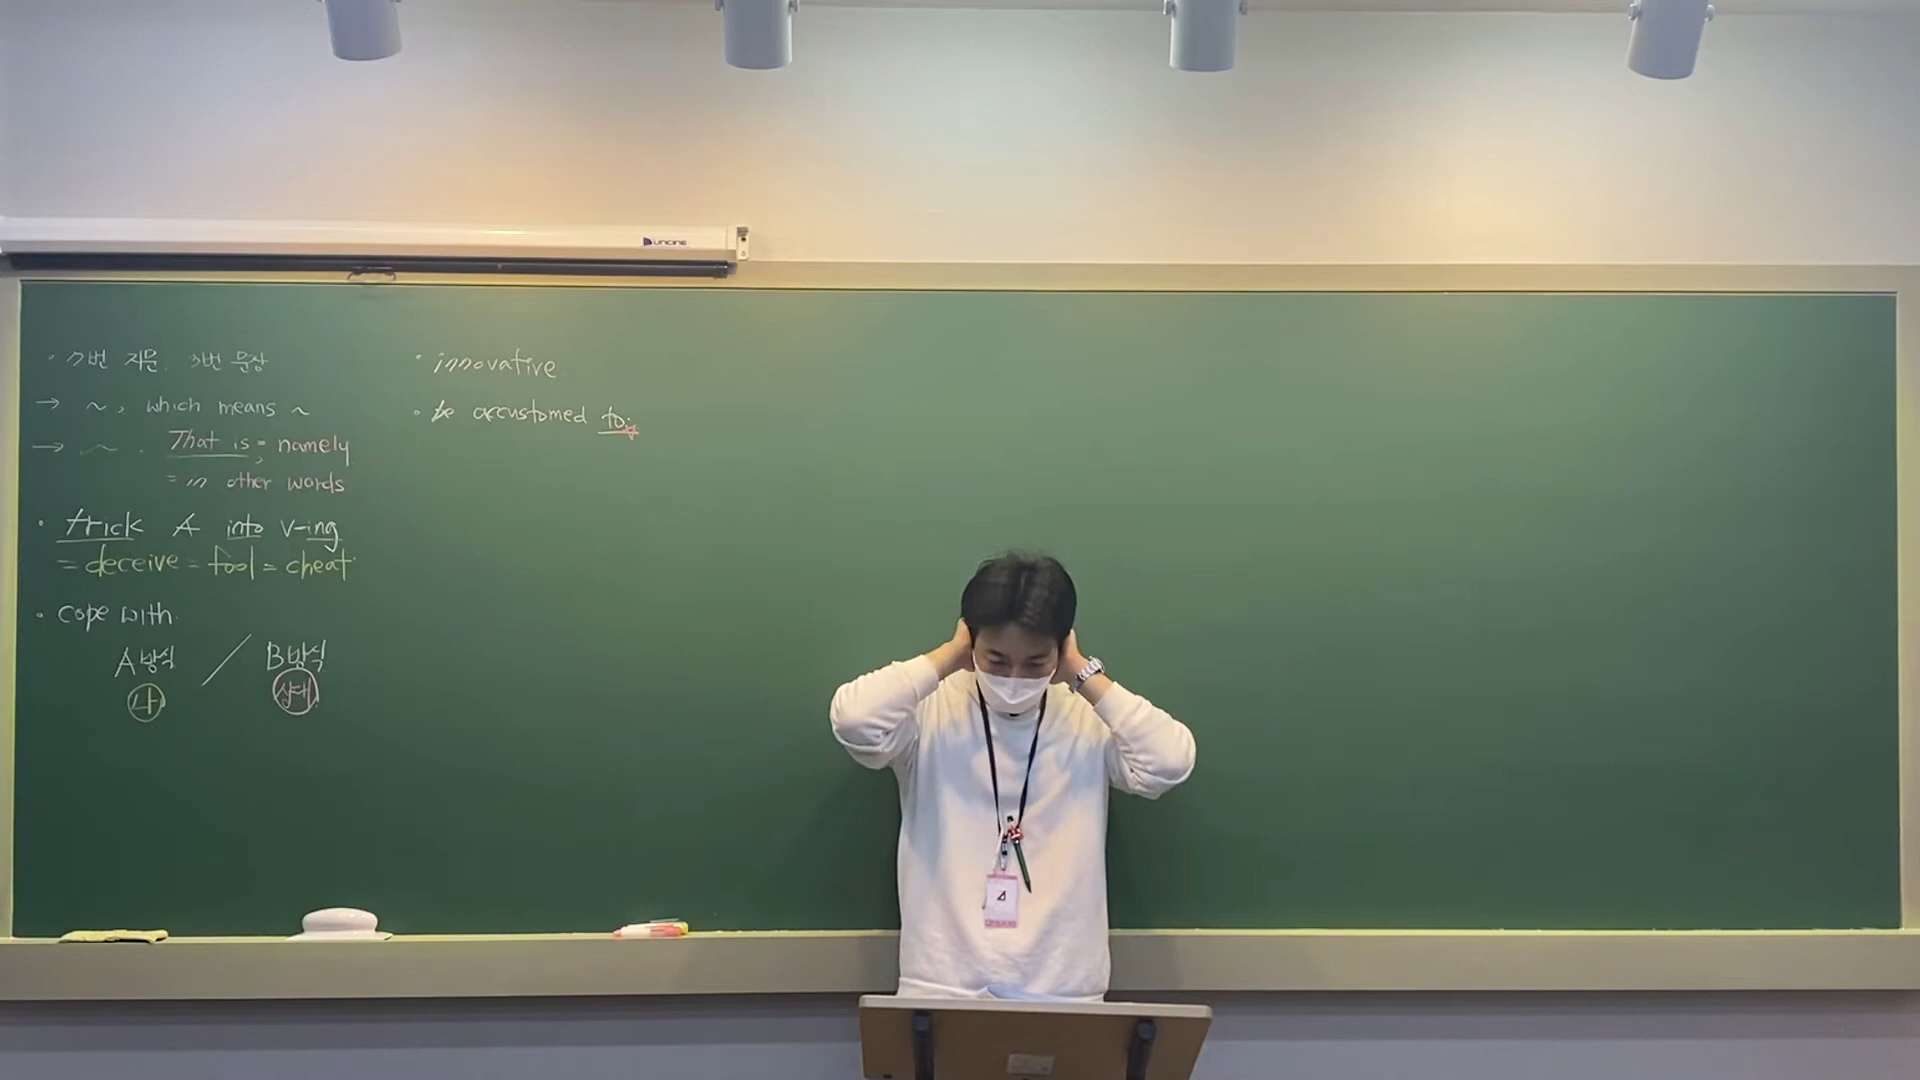 · 7번 지문. 3번 문장
→ ~, which means ~
→ ~. That is, = namely
= in other words
· trick A into v-ing
= deceive = fool = cheat
· cope with
A방식 / B방식
나 상대
· innovative
· be accustomed to